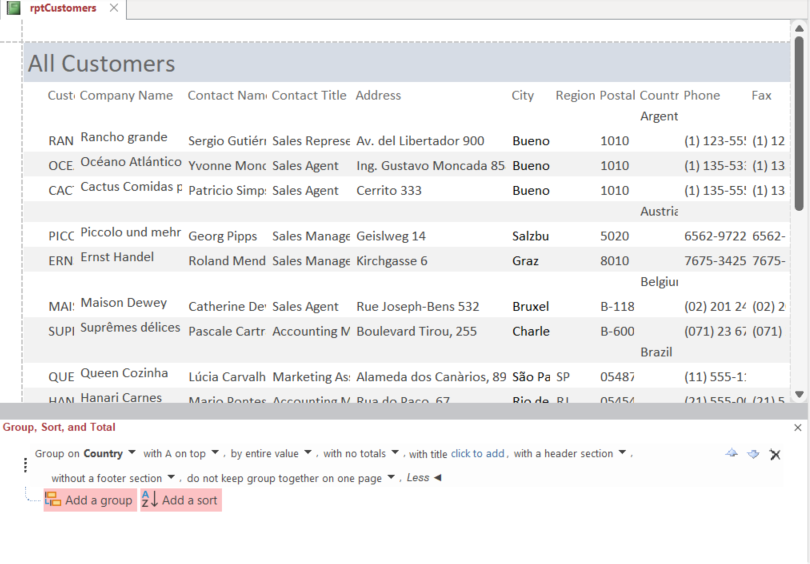 rptCustomers
All Customers
Cust Company Name Contact Nam Contact Title Address City Region Postal Countr Phone Fax
Argent
RAN Rancho grande Sergio Gutiérr Sales Represe Av. del Libertador 900 Bueno 1010 (1) 123-555 (1) 12
OCE Océano Atlántico Yvonne Monc Sales Agent Ing. Gustavo Moncada 85 Bueno 1010 (1) 135-533 (1) 13
CAC Cactus Comidas p Patricio Simps Sales Agent Cerrito 333 Bueno 1010 (1) 135-555 (1) 13
Austria
PICC Piccolo und mehr Georg Pipps Sales Manage Geislweg 14 Salzbu 5020 6562-9722 6562-
ERN Ernst Handel Roland Mend Sales Manage Kirchgasse 6 Graz 8010 7675-3425 7675-
Belgiu
MAI Maison Dewey Catherine De Sales Agent Rue Joseph-Bens 532 Bruxel B-118 (02) 201 24 (02) 2
SUPI Suprêmes délices Pascale Cartr Accounting M Boulevard Tirou, 255 Charle B-600 (071) 23 67 (071)
Brazil
QUE Queen Cozinha Lúcia Carvalh Marketing As Alameda dos Canàrios, 89 São Pa SP 05487 (11) 555-11
HAN Hanari Carnes Mario Pontes Accounting M Rua do Paço, 67 Rio de RJ 05454 (21) 555-00 (21) 5
Group, Sort, and Total
Group on Country with A on top , by entire value , with no totals , with title click to add , with a header section ,
without a footer section , do not keep group together on one page , Less
Add a group Add a sort